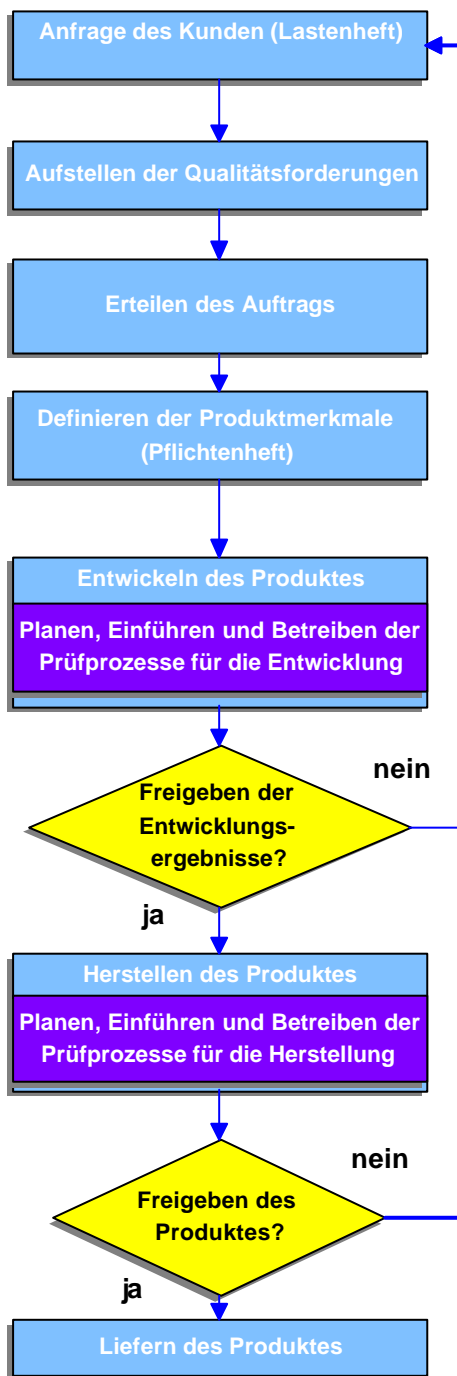 Anfrage des Kunden (Lastenheft)
Aufstellen der Qualitätsforderungen
Erteilen des Auftrags
Definieren der Produktmerkmale
(Pflichtenheft)
Entwickeln des Produktes
Planen, Einführen und Betreiben der
Prüfprozesse für die Entwicklung
nein
Freigeben der
Entwicklungs-
ergebnisse?
ja
Herstellen des Produktes
Planen, Einführen und Betreiben der
Prüfprozesse für die Herstellung
nein
Freigeben des
Produktes?
ja
Liefern des Produktes